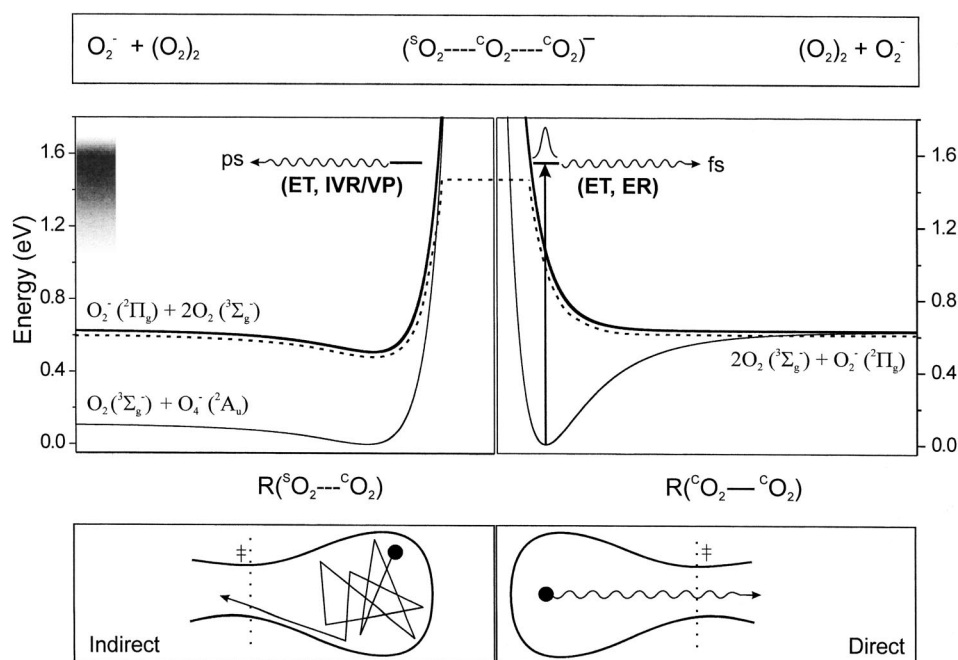 O₂⁻ + (O₂)₂
(ˢO₂----ᶜO₂----ᶜO₂)⁻
(O₂)₂ + O₂⁻
Energy (eV)
1.6
1.2
0.8
0.4
0.0
ps
(ET, IVR/VP)
O₂⁻(²Πg) + 2O₂(³Σg⁻)
O₂(³Σg⁻) + O₄⁻(²Aᵤ)
(ET, ER)
fs
2O₂(³Σg⁻) + O₂⁻(²Πg)
1.6
1.2
0.8
0.4
0.0
R(ˢO₂---ᶜO₂)
R(ᶜO₂—ᶜO₂)
‡
Indirect
‡
Direct